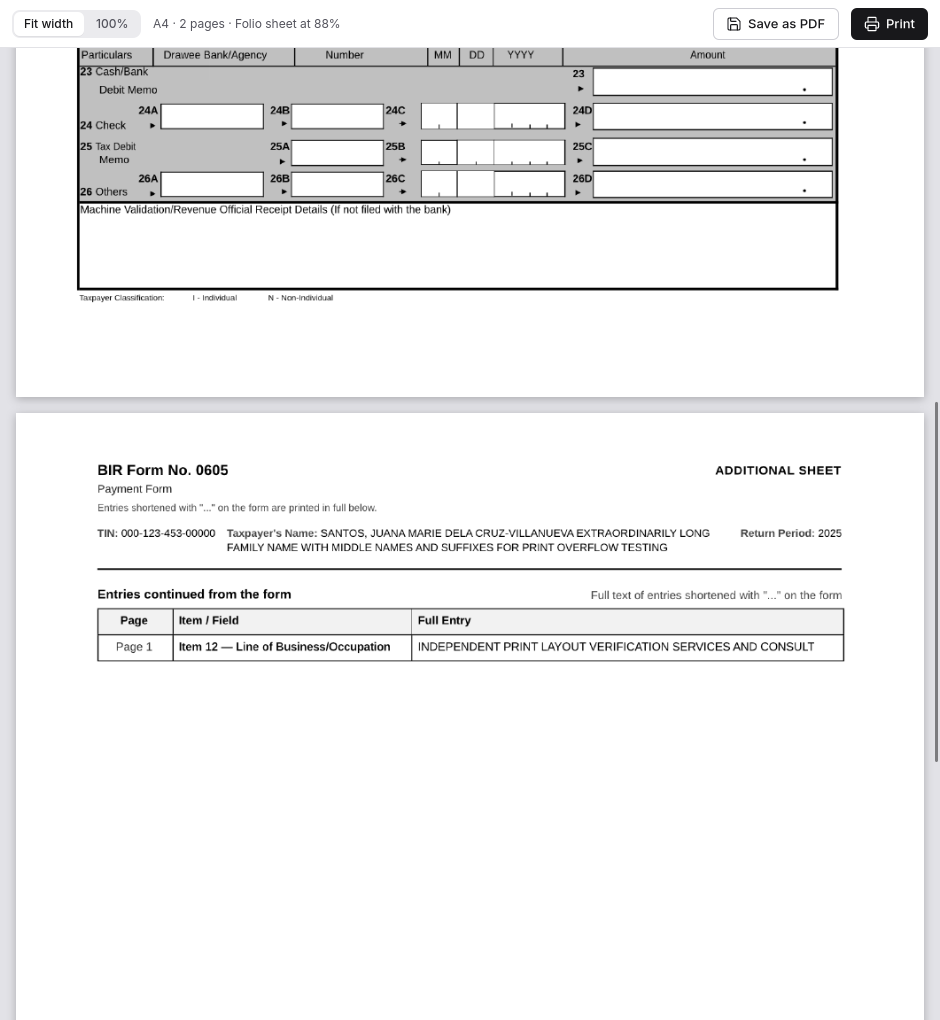 Fit width 100% A4 · 2 pages · Folio sheet at 88% Save as PDF Print
Particulars Drawee Bank/Agency Number MM DD YYYY Amount
23 Cash/Bank 23
Debit Memo
24A 24B 24C 24D
24 Check
25 Tax Debit 25A 25B 25C
Memo
26A 26B 26C 26D
26 Others
Machine Validation/Revenue Official Receipt Details (If not filed with the bank)
Taxpayer Classification: I - Individual N - Non-Individual
BIR Form No. 0605 ADDITIONAL SHEET
Payment Form
Entries shortened with "..." on the form are printed in full below.
TIN: 000-123-453-00000 Taxpayer's Name: SANTOS, JUANA MARIE DELA CRUZ-VILLANUEVA EXTRAORDINARILY LONG Return Period: 2025
FAMILY NAME WITH MIDDLE NAMES AND SUFFIXES FOR PRINT OVERFLOW TESTING
Entries continued from the form Full text of entries shortened with "..." on the form
Page Item / Field Full Entry
Page 1 Item 12 — Line of Business/Occupation INDEPENDENT PRINT LAYOUT VERIFICATION SERVICES AND CONSULT